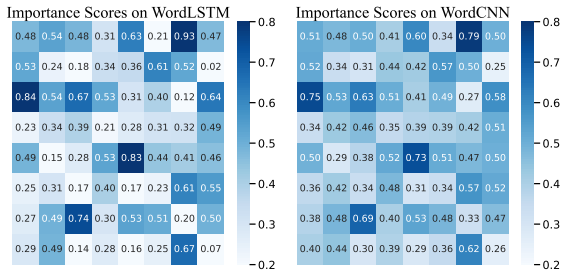 Importance Scores on WordLSTM
0.48 0.54 0.48 0.31 0.63 0.21 0.93 0.47
0.53 0.24 0.18 0.34 0.36 0.61 0.52 0.02
0.84 0.54 0.67 0.53 0.31 0.40 0.12 0.64
0.23 0.34 0.39 0.21 0.28 0.31 0.32 0.49
0.49 0.15 0.28 0.53 0.83 0.44 0.41 0.46
0.25 0.31 0.17 0.40 0.17 0.23 0.61 0.55
0.27 0.49 0.74 0.30 0.53 0.51 0.20 0.50
0.29 0.49 0.14 0.28 0.16 0.25 0.67 0.07
0.8
0.7
0.6
0.5
0.4
0.3
0.2
Importance Scores on WordCNN
0.51 0.48 0.50 0.41 0.60 0.34 0.79 0.50
0.52 0.34 0.31 0.44 0.42 0.57 0.50 0.25
0.75 0.53 0.63 0.51 0.41 0.49 0.27 0.58
0.34 0.42 0.46 0.35 0.39 0.39 0.42 0.51
0.50 0.29 0.38 0.52 0.73 0.51 0.47 0.50
0.36 0.42 0.34 0.48 0.31 0.34 0.57 0.52
0.38 0.48 0.69 0.40 0.53 0.48 0.33 0.47
0.40 0.44 0.30 0.39 0.29 0.36 0.62 0.26
0.8
0.7
0.6
0.5
0.4
0.3
0.2